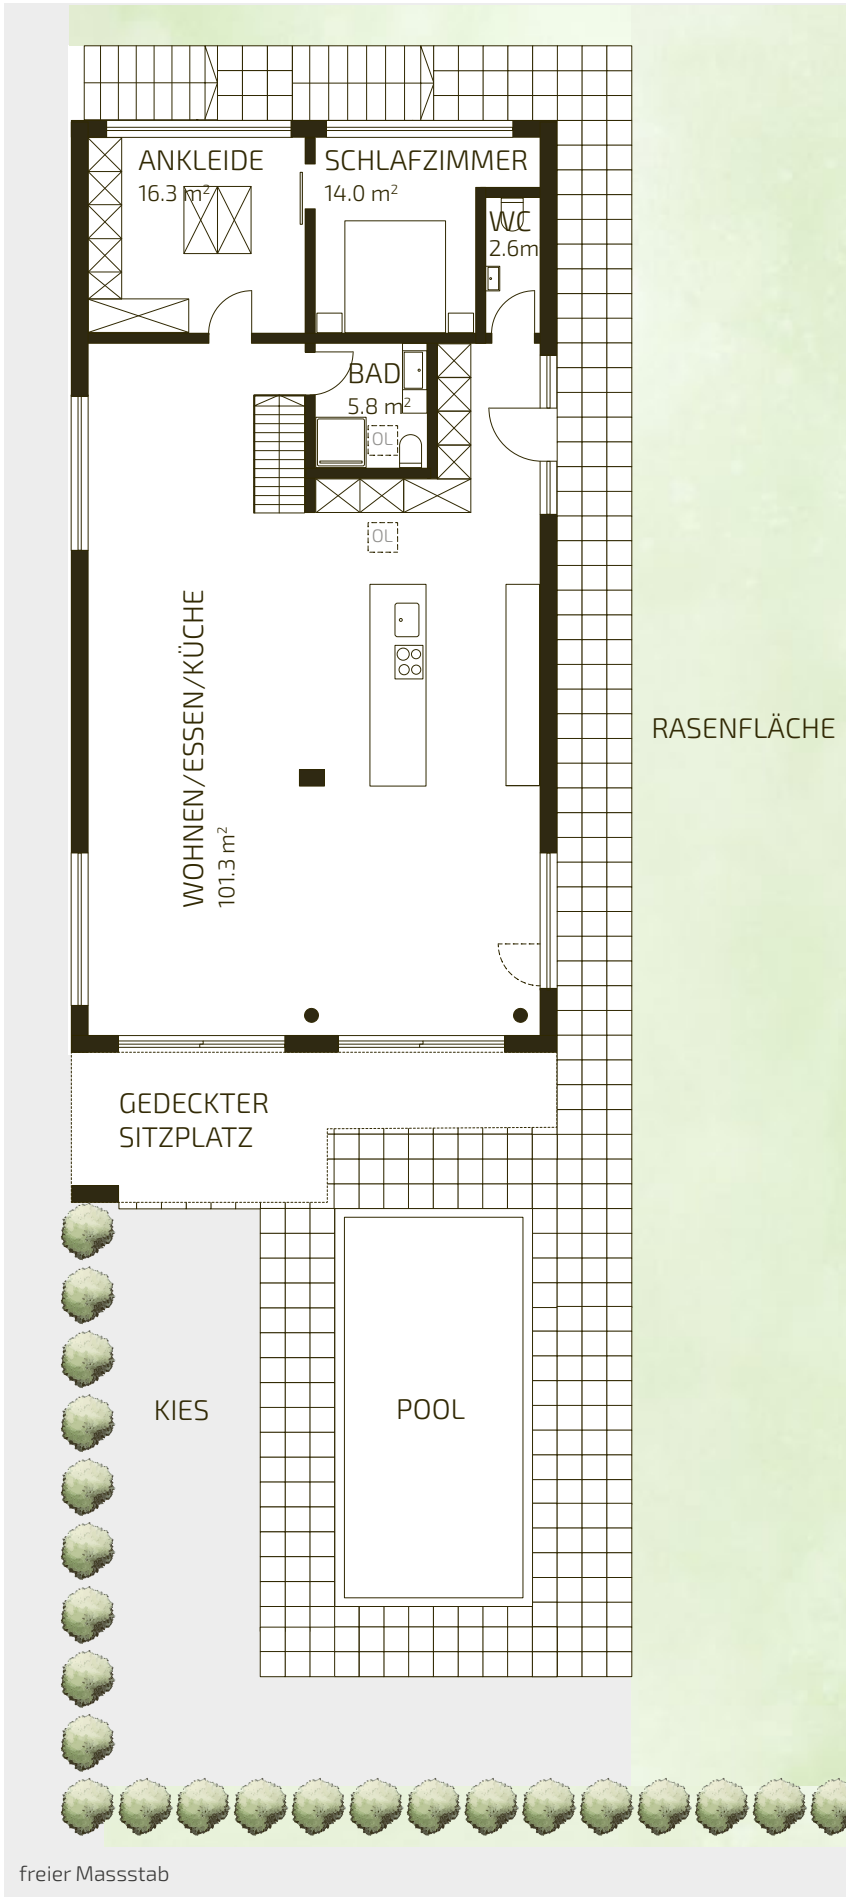 ANKLEIDE
16.3 m²
SCHLAFZIMMER
14.0 m²
WC
2.6m
BAD
5.8 m²
OL
OL
WOHNEN/ESSEN/KÜCHE
101.3 m²
RASENFLÄCHE
GEDECKTER
SITZPLATZ
KIES
POOL
freier Massstab